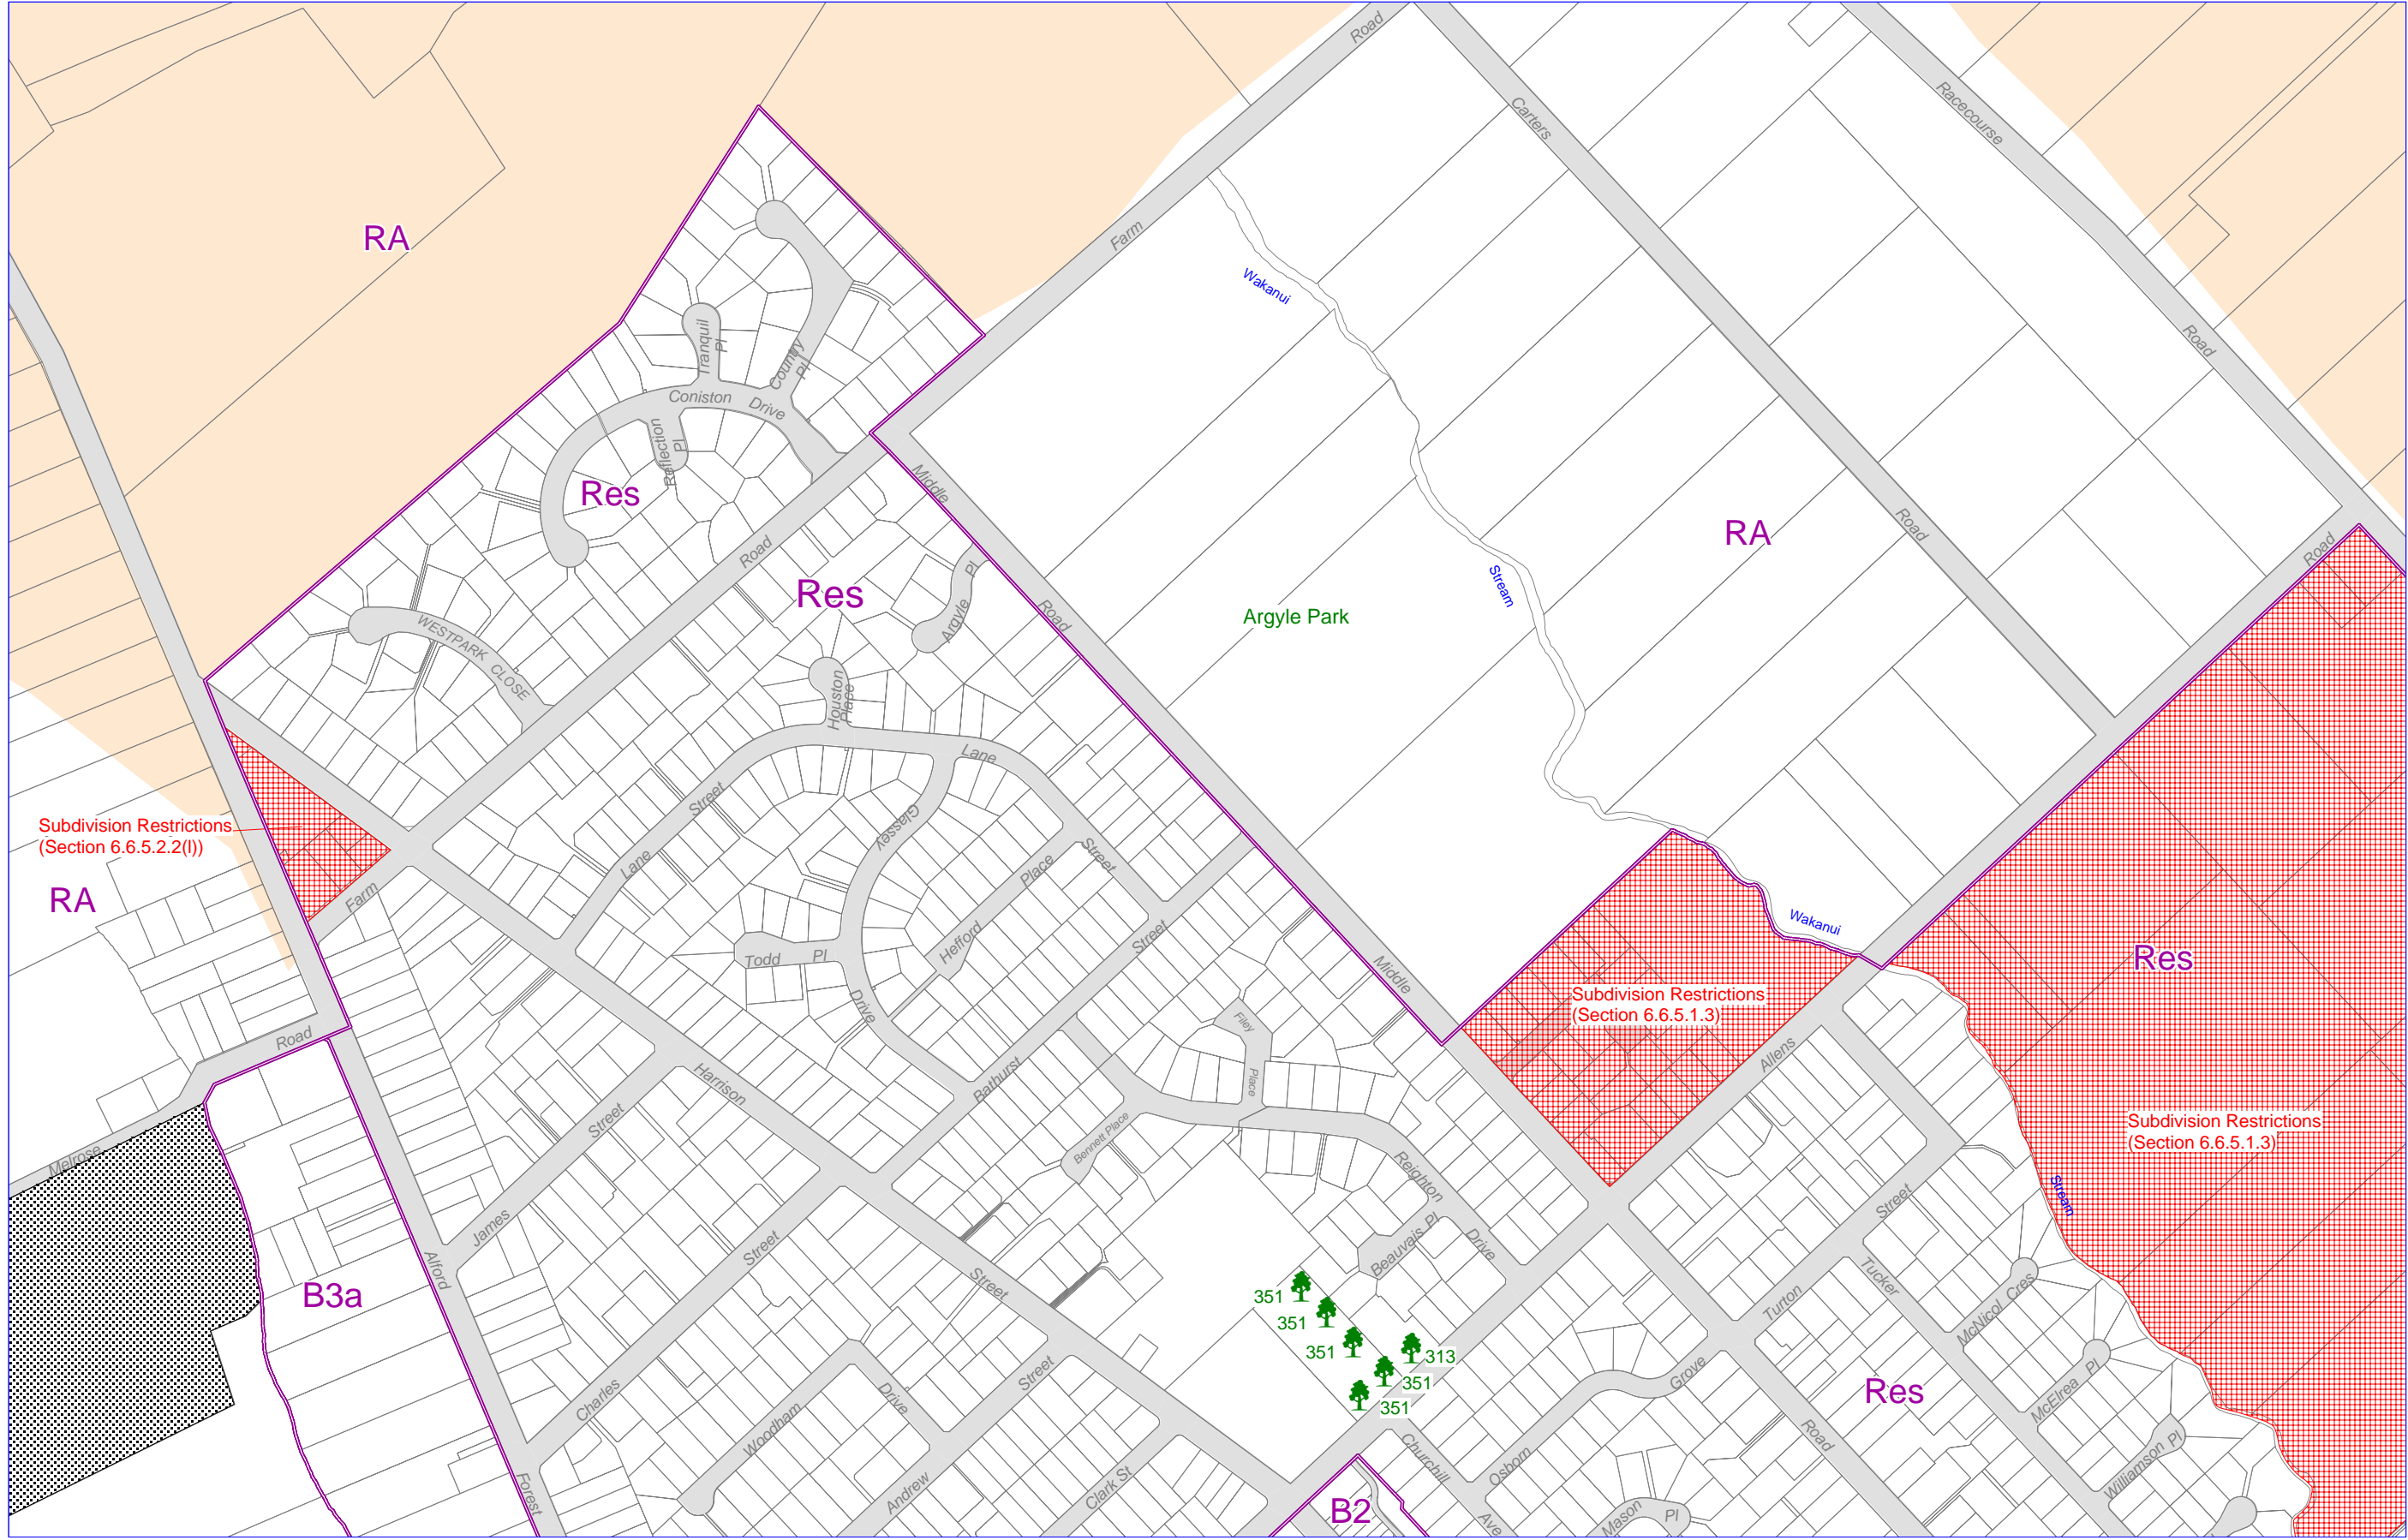 Road
Carters
Racecourse
RA
Farm
Wakanui
Tranquil
Pl
Country
Pl
Road
Coniston Drive
Reflection
Pl
Res
Middle
Road
RA
Road
Road
Stream
Argyle Pl
Res
Road
Argyle Park
WESTPARK CLOSE
Houston
Place
Lane
Street
Glassey
Subdivision Restrictions
(Section 6.6.5.2.2(l))
Lane
Place
Street
RA
Farm
Wakanui
Street
Hefford
Todd Pl
Res
Middle
Drive
Subdivision Restrictions
(Section 6.6.5.1.3)
Filey
Place
Road
Allens
Harrison
Bathurst
Street
Bennett Place
Subdivision Restrictions
(Section 6.6.5.1.3)
Melrose
Reighton
Stream
Street
James
Street
Beauvais Pl
Drive
Alford
Tucker
B3a
Street
351
351
351
313
351
351
Turton
McNicol Cres
Charles
Drive
Street
Grove
Res
McElrea Pl
Woodham
Churchill
Osborn
Road
Williamson Pl
Forest
Andrew
Clark St
B2
Ave
Mason Pl